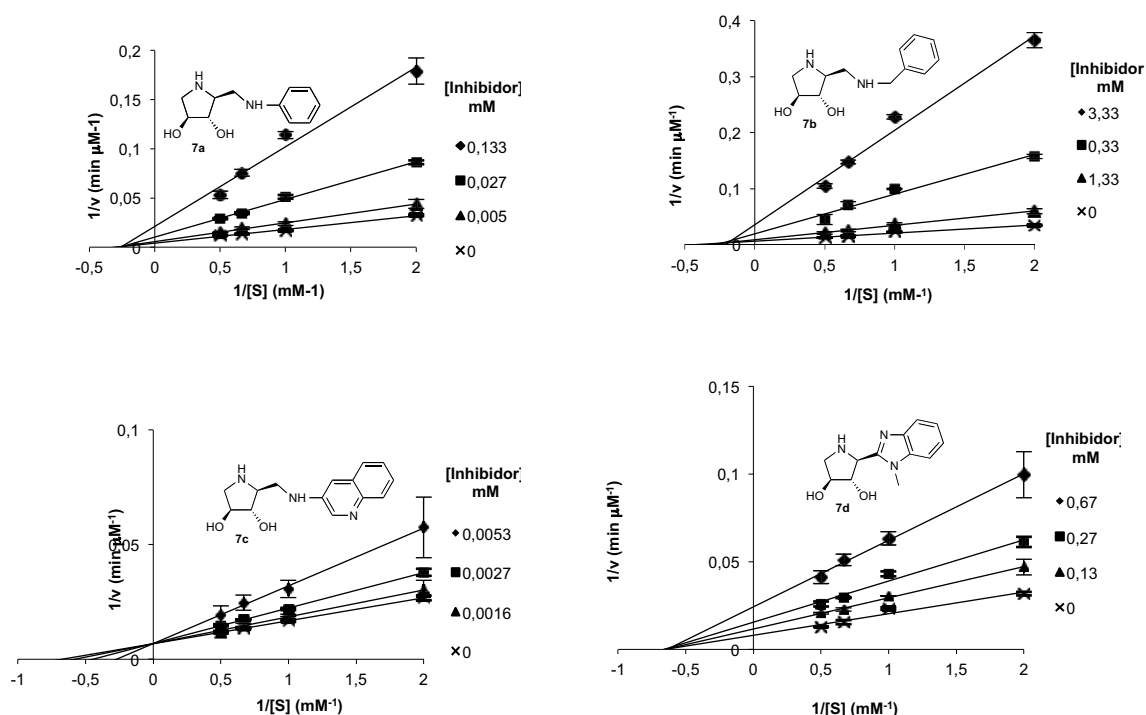 0,2
0,15
0,1
0,05
0
-0,5
0
0,5
1
1,5
2
1/v (min µM-1)
1/[S] (mM-1)
H
N
NH
HO
OH
7a
[Inhibidor]
mM
0,133
0,027
0,005
0
0,4
0,3
0,2
0,1
0
-0,5
0
0,5
1
1,5
2
1/v (min µM-1)
1/[S] (mM-1)
H
N
NH
HO
OH
7b
[Inhibidor]
mM
3,33
0,33
1,33
0
0,1
0,05
0
-1
-0,5
0
0,5
1
1,5
2
1/v (min µM-1)
1/[S] (mM-1)
H
N
NH
N
HO
OH
7c
[Inhibidor]
mM
0,0053
0,0027
0,0016
0
0,15
0,1
0,05
0
-1
-0,5
0
0,5
1
1,5
2
1/v (min µM-1)
1/[S] (mM-1)
H
N
N
N
HO
OH
7d
[Inhibidor]
mM
0,67
0,27
0,13
0